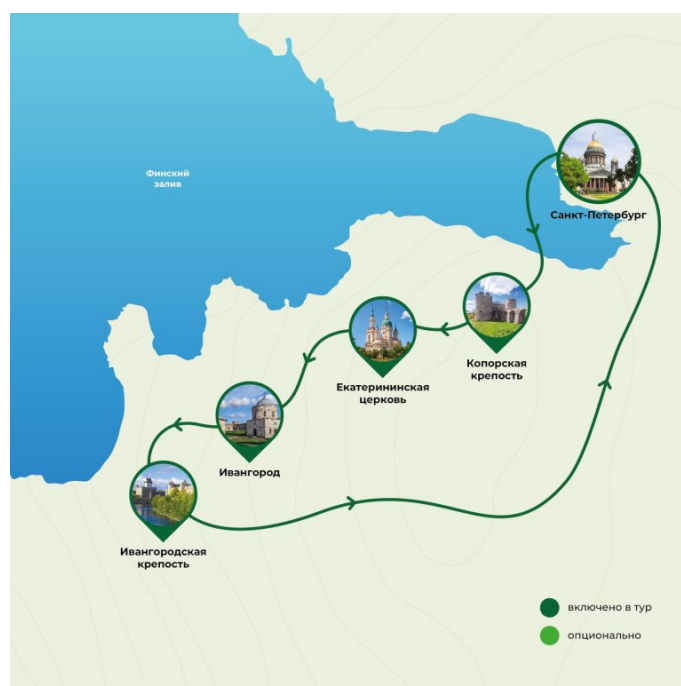 Финский
залив
Санкт-Петербург
Копорская
крепость
Екатерининская
церковь
Ивангород
Ивангородская
крепость
включено в тур
опционально